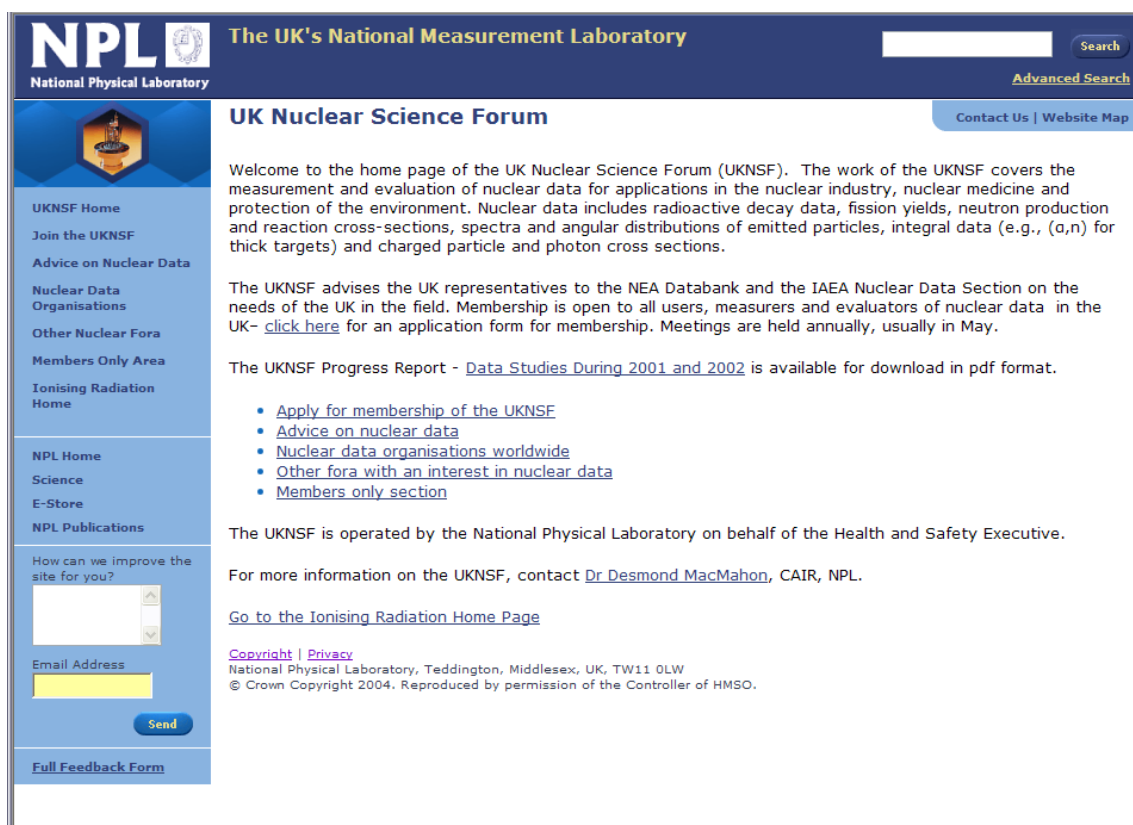 NPL
National Physical Laboratory
The UK's National Measurement Laboratory
Search
Advanced Search
UK Nuclear Science Forum
Contact Us | Website Map
UKNSF Home
Join the UKNSF
Advice on Nuclear Data
Nuclear Data
Organisations
Other Nuclear Fora
Members Only Area
Ionising Radiation
Home
NPL Home
Science
E-Store
NPL Publications
How can we improve the
site for you?
Email Address
Send
Full Feedback Form
Welcome to the home page of the UK Nuclear Science Forum (UKNSF).  The work of the UKNSF covers the
measurement and evaluation of nuclear data for applications in the nuclear industry, nuclear medicine and
protection of the environment. Nuclear data includes radioactive decay data, fission yields, neutron production
and reaction cross-sections, spectra and angular distributions of emitted particles, integral data (e.g., (α,n) for
thick targets) and charged particle and photon cross sections.
The UKNSF advises the UK representatives to the NEA Databank and the IAEA Nuclear Data Section on the
needs of the UK in the field. Membership is open to all users, measurers and evaluators of nuclear data  in the
UK– click here for an application form for membership. Meetings are held annually, usually in May.
The UKNSF Progress Report - Data Studies During 2001 and 2002 is available for download in pdf format.
• Apply for membership of the UKNSF
• Advice on nuclear data
• Nuclear data organisations worldwide
• Other fora with an interest in nuclear data
• Members only section
The UKNSF is operated by the National Physical Laboratory on behalf of the Health and Safety Executive.
For more information on the UKNSF, contact Dr Desmond MacMahon, CAIR, NPL.
Go to the Ionising Radiation Home Page
Copyright | Privacy
National Physical Laboratory, Teddington, Middlesex, UK, TW11 0LW
© Crown Copyright 2004. Reproduced by permission of the Controller of HMSO.